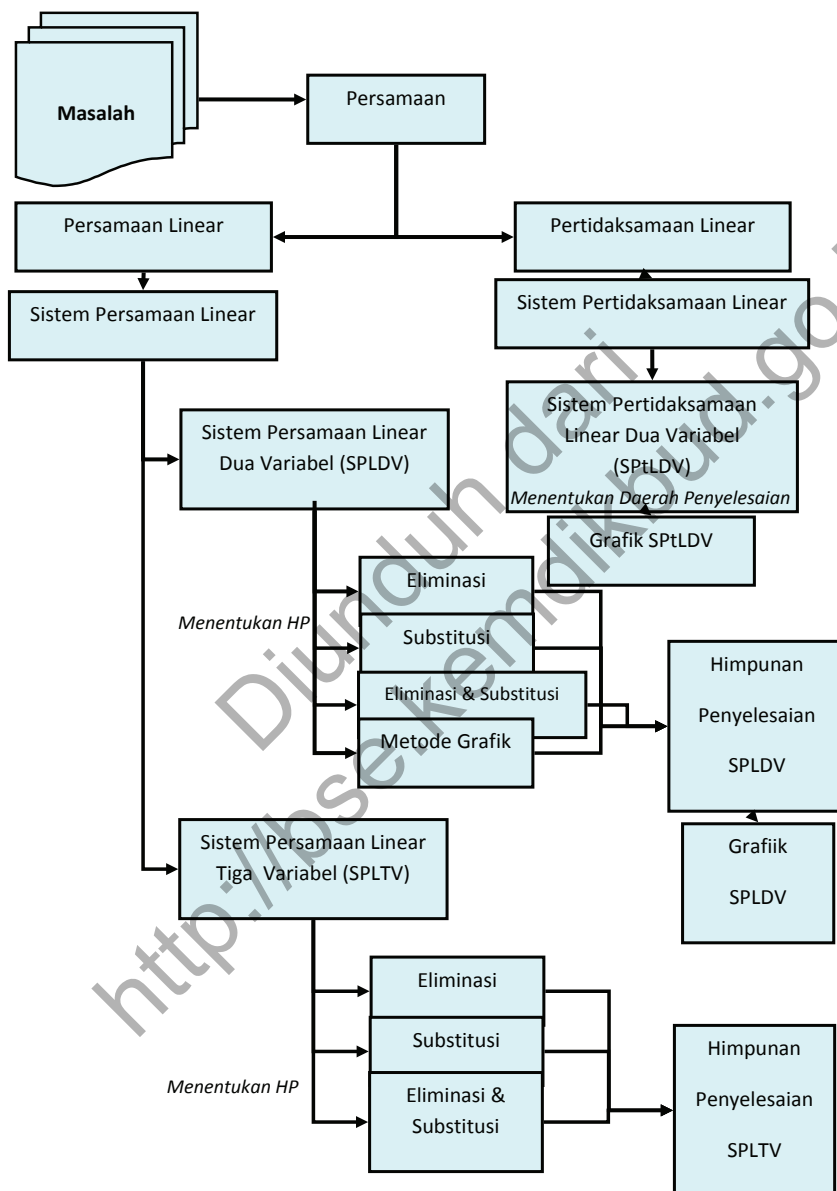 Masalah
Persamaan
Persamaan Linear
Pertidaksamaan Linear
Sistem Persamaan Linear
Sistem Pertidaksamaan Linear
Sistem Pertidaksamaan
Linear Dua Variabel
(SPtLDV)
Menentukan Daerah Penyelesaian
Grafik SPtLDV
Sistem Persamaan Linear
Dua Variabel (SPLDV)
Menentukan HP
Eliminasi
Substitusi
Eliminasi & Substitusi
Metode Grafik
Himpunan
Penyelesaian
SPLDV
Grafiik
SPLDV
Sistem Persamaan Linear
Tiga Variabel (SPLTV)
Menentukan HP
Eliminasi
Substitusi
Eliminasi &
Substitusi
Himpunan
Penyelesaian
SPLTV
Djunduh dari
http://bse.kemdikbud.go.